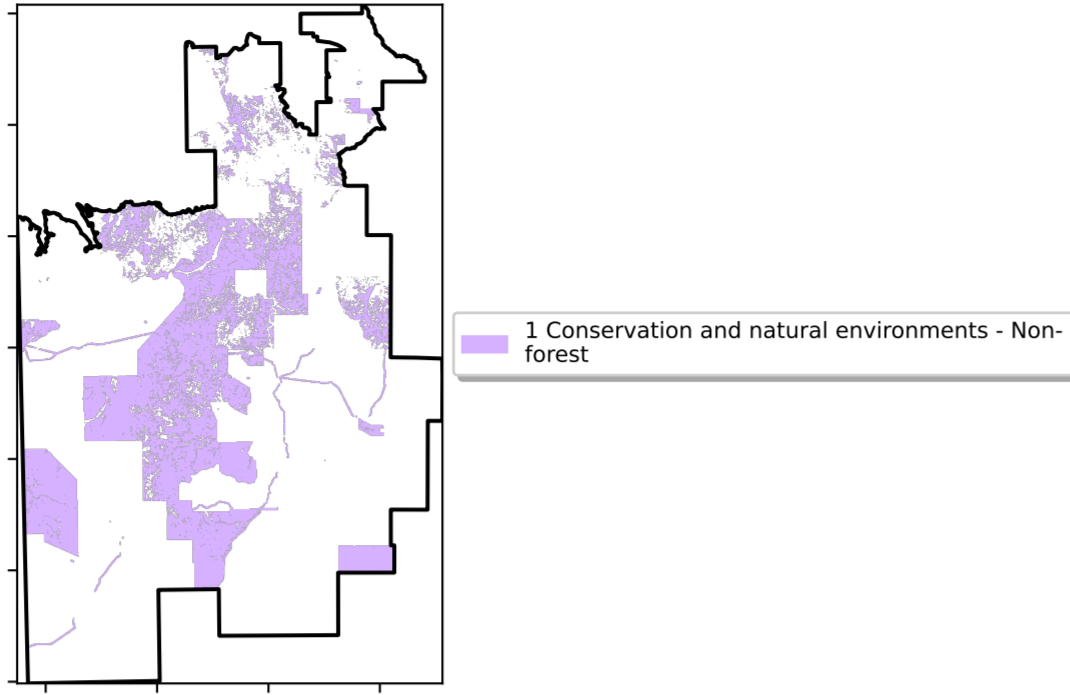 1 Conservation and natural environments - Non-
forest